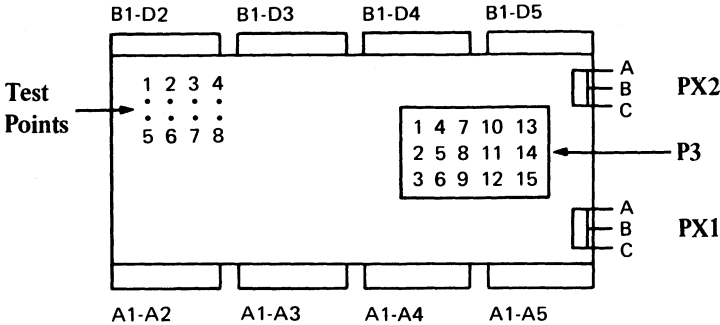 B1-D2 B1-D3 B1-D4 B1-D5
Test
Points
1 2 3 4
5 6 7 8
A
B
C
PX2
1 4 7 10 13
2 5 8 11 14
3 6 9 12 15
P3
A
B
C
PX1
A1-A2 A1-A3 A1-A4 A1-A5